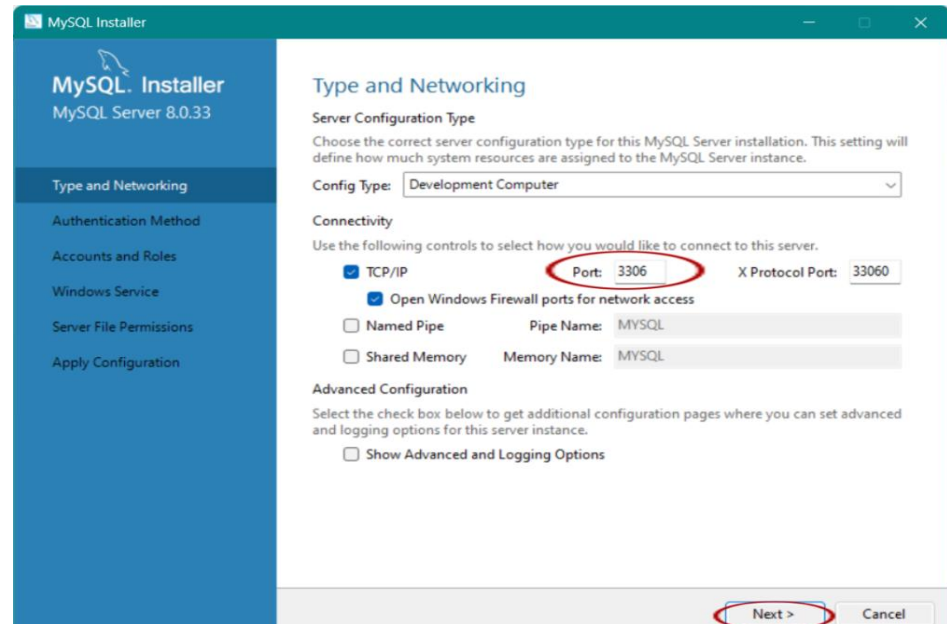 MySQL Installer
MySQL. Installer
MySQL Server 8.0.33
Type and Networking
Authentication Method
Accounts and Roles
Windows Service
Server File Permissions
Apply Configuration
Type and Networking
Server Configuration Type
Choose the correct server configuration type for this MySQL Server installation. This setting will
define how much system resources are assigned to the MySQL Server instance.
Config Type: Development Computer
Connectivity
Use the following controls to select how you would like to connect to this server.
TCP/IP Port: 3306 X Protocol Port: 33060
Open Windows Firewall ports for network access
Named Pipe Pipe Name: MYSQL
Shared Memory Memory Name: MYSQL
Advanced Configuration
Select the check box below to get additional configuration pages where you can set advanced
and logging options for this server instance.
Show Advanced and Logging Options
Next > Cancel